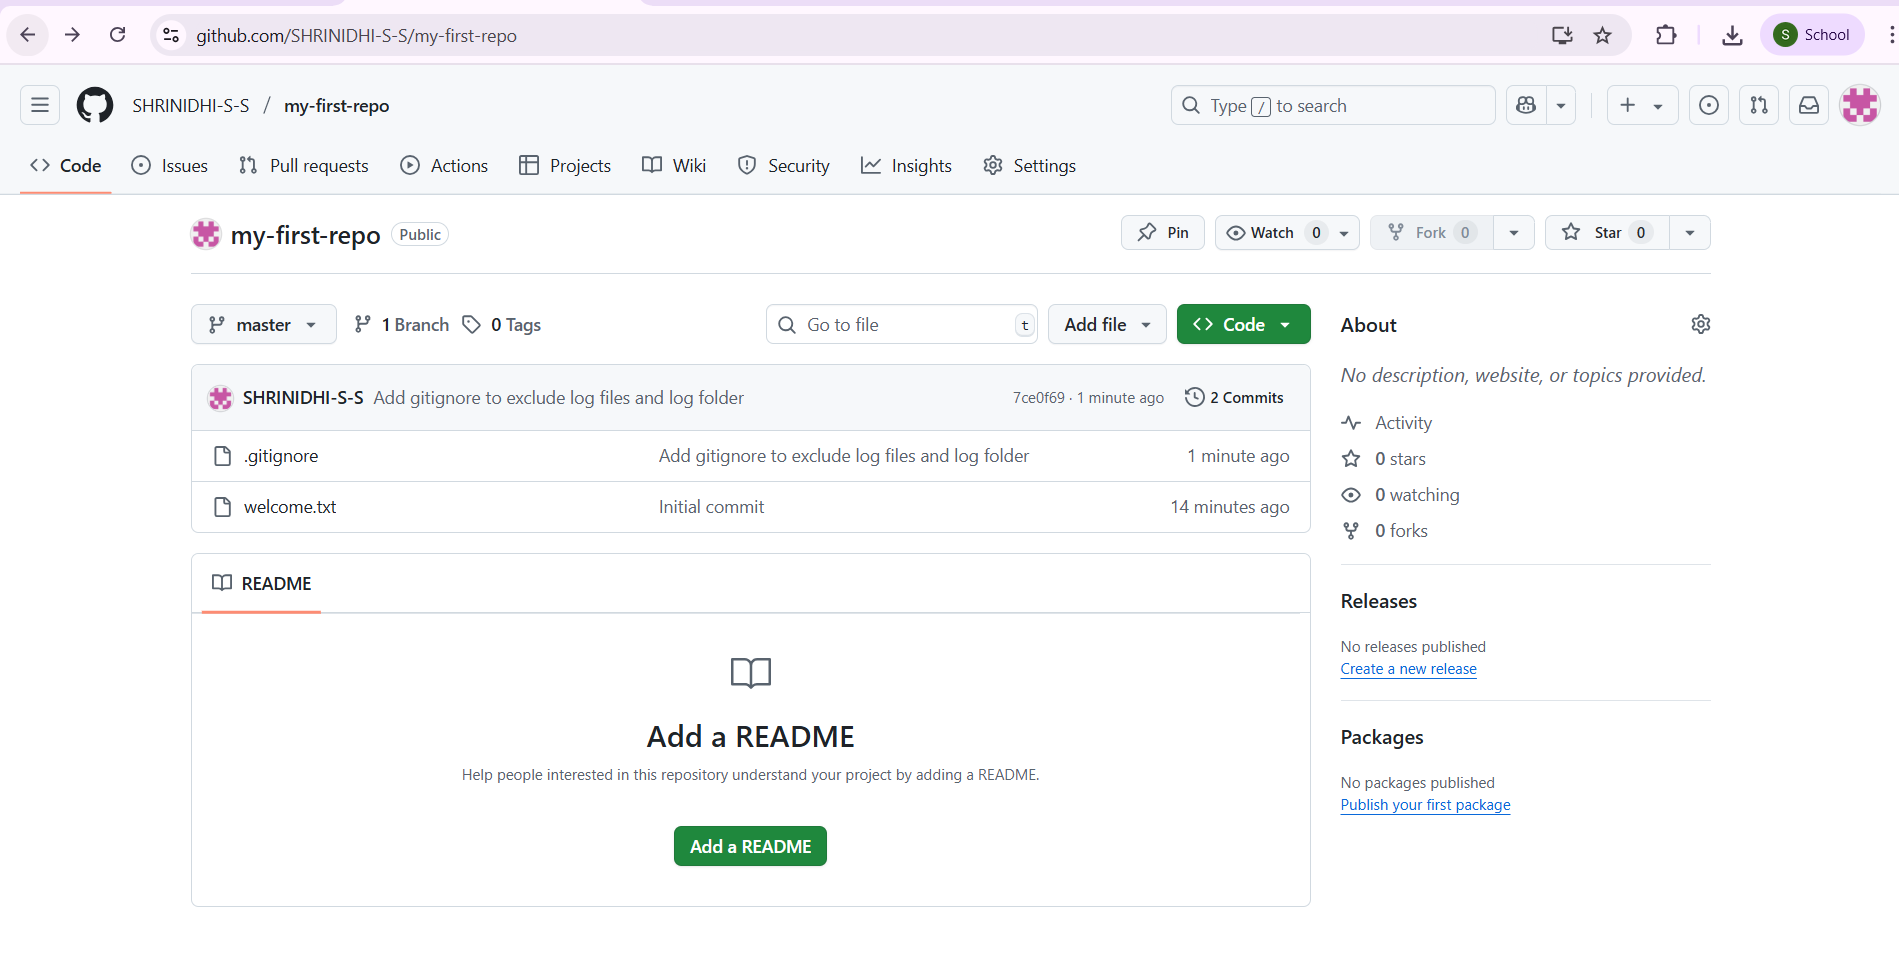 github.com/SHRINIDHI-S-S/my-first-repo
S School
SHRINIDHI-S-S / my-first-repo
Type / to search
Code Issues Pull requests Actions Projects Wiki Security Insights Settings
my-first-repo Public
Pin Watch 0 Fork 0 Star 0
master 1 Branch 0 Tags Go to file t Add file Code
SHRINIDHI-S-S Add gitignore to exclude log files and log folder 7ce0f69 · 1 minute ago 2 Commits
.gitignore Add gitignore to exclude log files and log folder 1 minute ago
welcome.txt Initial commit 14 minutes ago
README
Add a README
Help people interested in this repository understand your project by adding a README.
Add a README
About
No description, website, or topics provided.
Activity
0 stars
0 watching
0 forks
Releases
No releases published
Create a new release
Packages
No packages published
Publish your first package